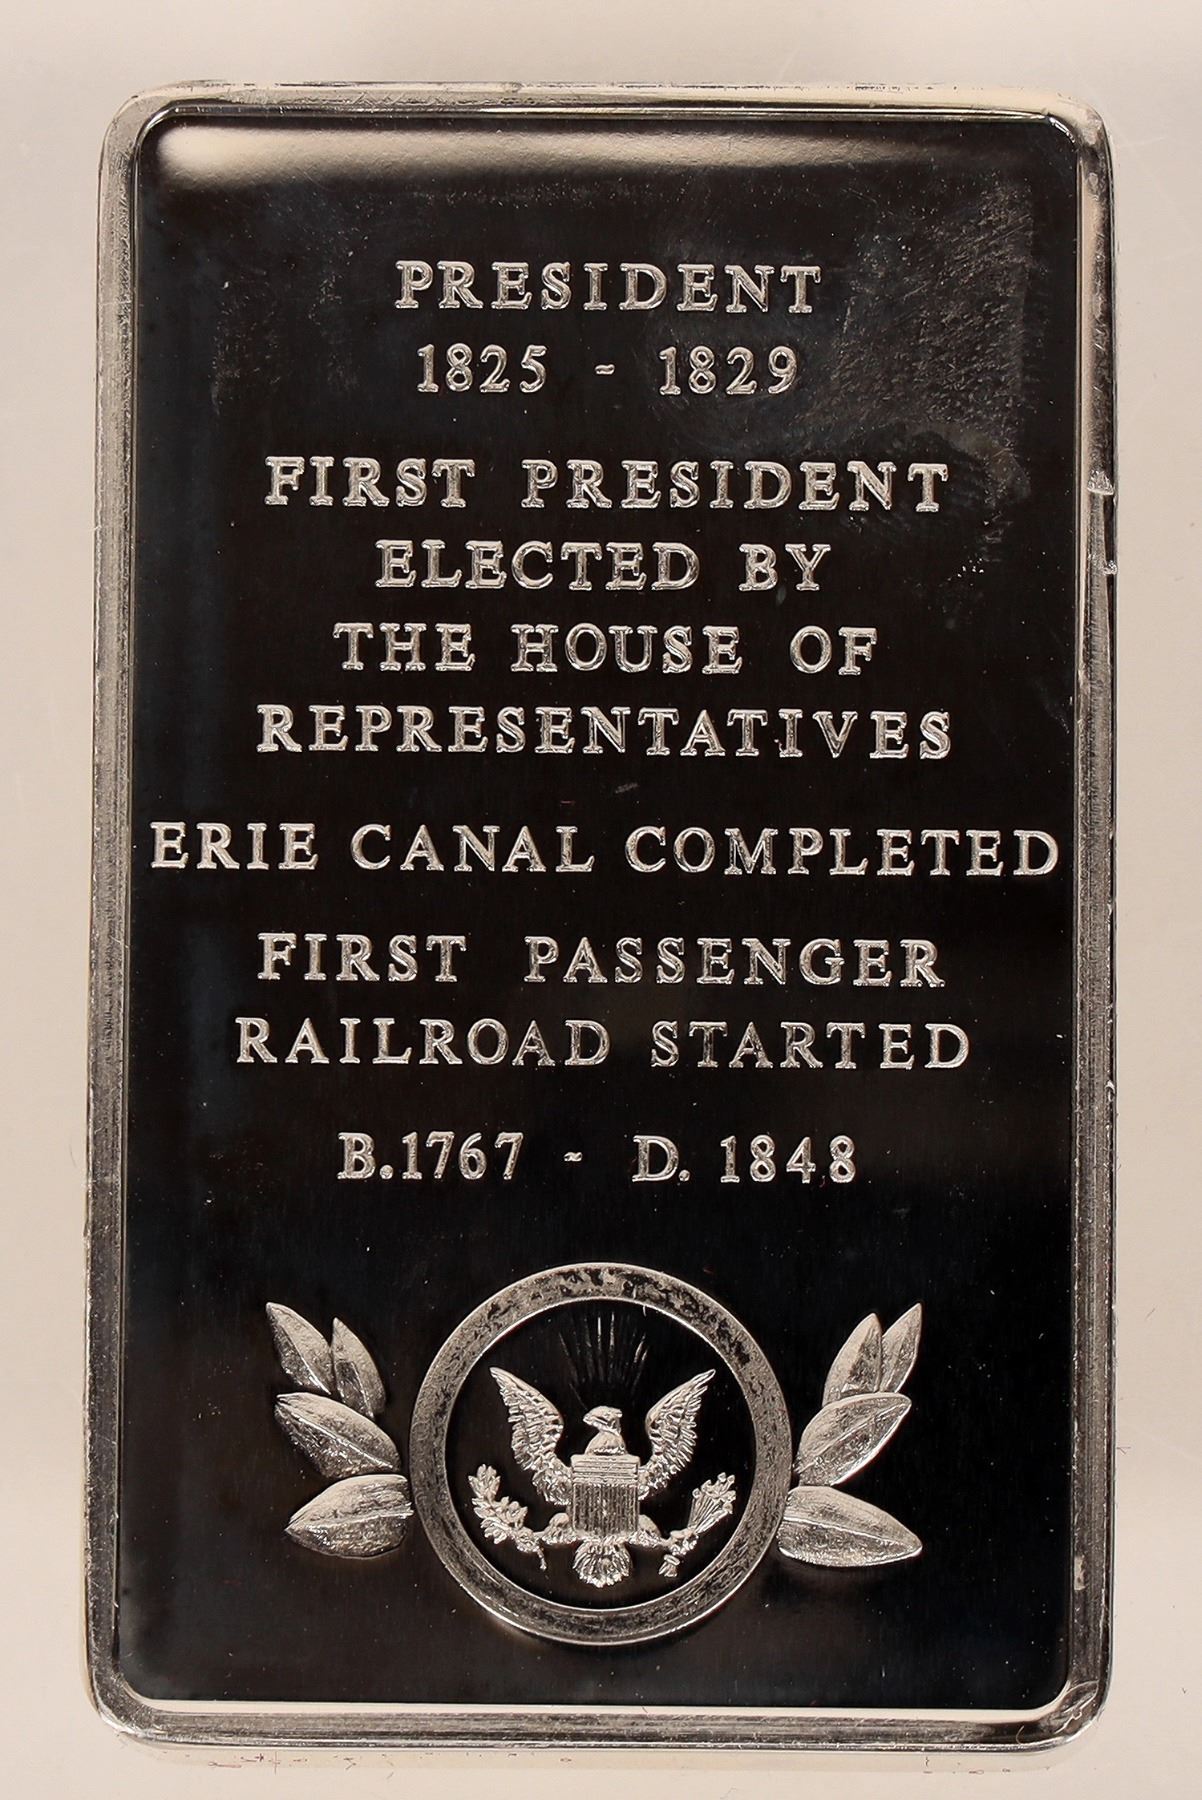 PRESIDENT
1825 - 1829
FIRST PRESIDENT
ELECTED BY
THE HOUSE OF
REPRESENTATIVES
ERIE CANAL COMPLETED
FIRST PASSENGER
RAILROAD STARTED
B.1767 - D. 1848